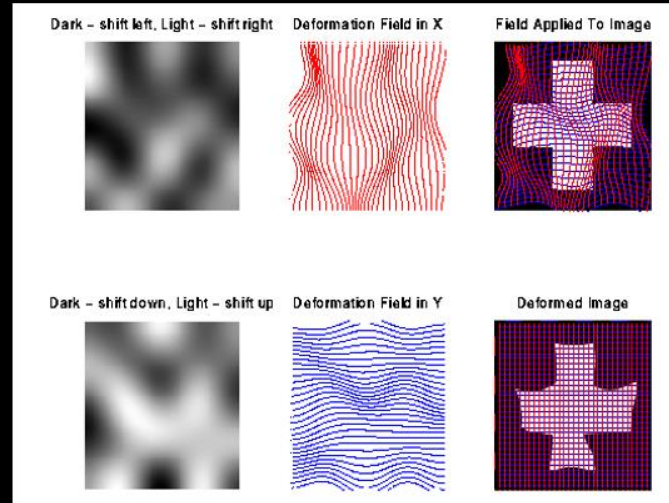 Dark – shift left, Light – shift right
Deformation Field in X
Field Applied To Image
Dark – shift down, Light – shift up
Deformation Field in Y
Deformed Image